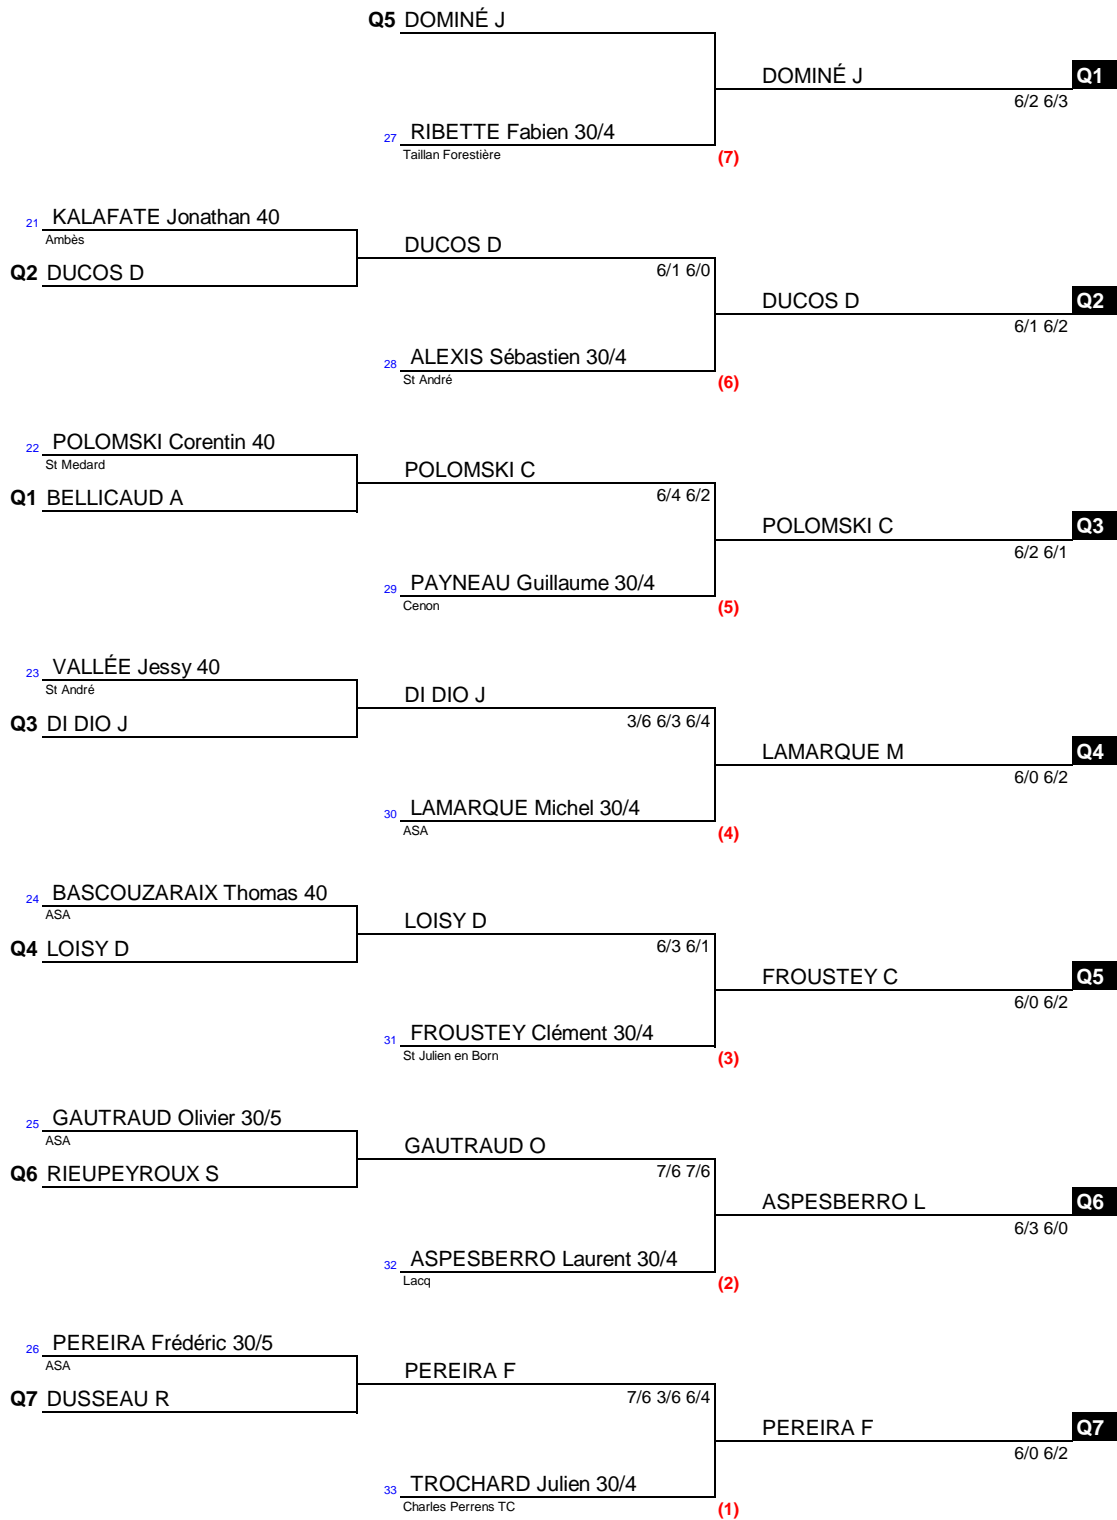 Q5 DOMINÉ J
DOMINÉ J Q1
6/2 6/3
27 RIBETTE Fabien 30/4
Taillan Forestière (7)
21 KALAFATE Jonathan 40
Ambès
DUCOS D
Q2 DUCOS D
6/1 6/0
DUCOS D Q2
6/1 6/2
28 ALEXIS Sébastien 30/4
St André (6)
22 POLOMSKI Corentin 40
St Medard
POLOMSKI C
Q1 BELLICAUD A
6/4 6/2
POLOMSKI C Q3
6/2 6/1
29 PAYNEAU Guillaume 30/4
Cenon (5)
23 VALLÉE Jessy 40
St André
DI DIO J
Q3 DI DIO J
3/6 6/3 6/4
LAMARQUE M Q4
6/0 6/2
30 LAMARQUE Michel 30/4
ASA (4)
24 BASCOUZARAIX Thomas 40
ASA
LOISY D
Q4 LOISY D
6/3 6/1
FROUSTEY C Q5
6/0 6/2
31 FROUSTEY Clément 30/4
St Julien en Born (3)
25 GAUTRAUD Olivier 30/5
ASA
GAUTRAUD O
Q6 RIEUPEYROUX S
7/6 7/6
ASPESBERRO L Q6
6/3 6/0
32 ASPESBERRO Laurent 30/4
Lacq (2)
26 PEREIRA Frédéric 30/5
ASA
PEREIRA F
Q7 DUSSEAU R
7/6 3/6 6/4
PEREIRA F Q7
6/0 6/2
33 TROCHARD Julien 30/4
Charles Perrens TC (1)